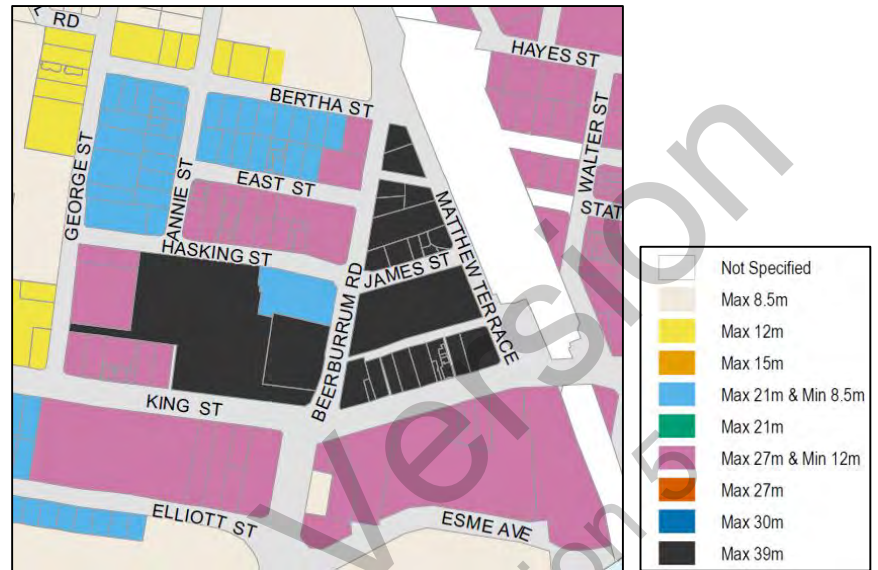 RD
HAYES ST
BERTHA ST
WALTER ST
GEORGE ST
ANNIE ST
EAST ST
STAT
MATTHEW TERRACE
HASKING ST
JAMES ST
BEERBURRUM RD
KING ST
ELLIOTT ST
ESME AVE
Version
sion 5
Not Specified
Max 8.5m
Max 12m
Max 15m
Max 21m & Min 8.5m
Max 21m
Max 27m & Min 12m
Max 27m
Max 30m
Max 39m